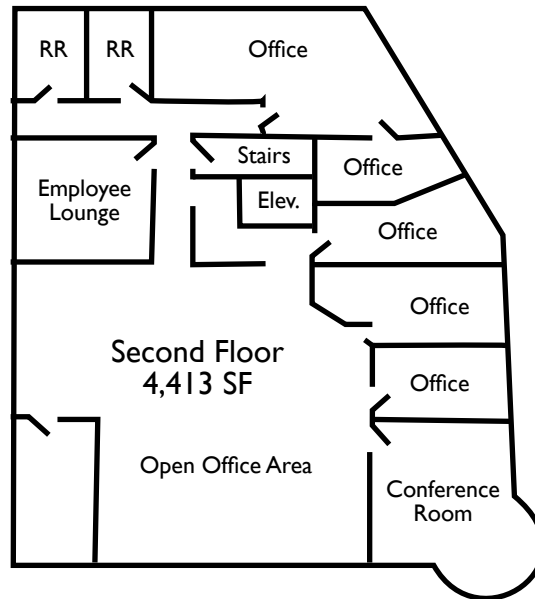 RR
RR
Office
Stairs
Office
Employee
Lounge
Elev.
Office
Office
Second Floor
4,413 SF
Office
Open Office Area
Conference
Room